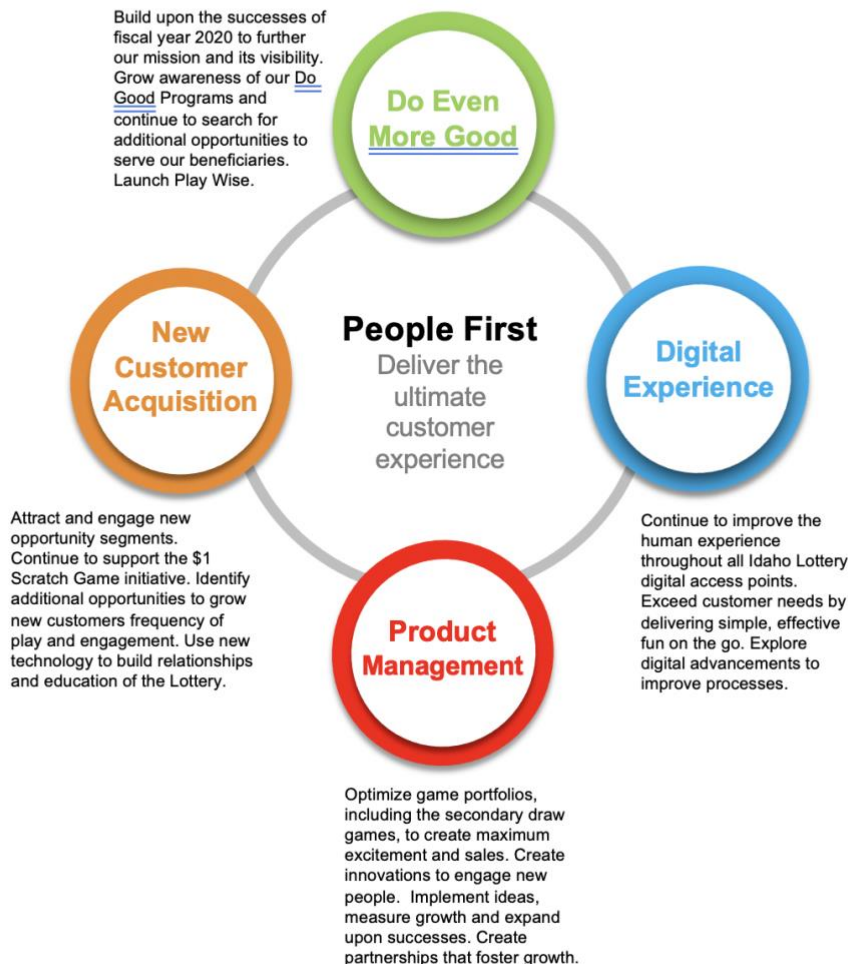 Build upon the successes of
fiscal year 2020 to further
our mission and its visibility.
Grow awareness of our Do
Good Programs and
continue to search for
additional opportunities to
serve our beneficiaries.
Launch Play Wise.
Do Even
More Good
New
Customer
Acquisition
People First
Deliver the
ultimate
customer
experience
Digital
Experience
Attract and engage new
opportunity segments.
Continue to support the $1
Scratch Game initiative. Identify
additional opportunities to grow
new customers frequency of
play and engagement. Use new
technology to build relationships
and education of the Lottery.
Product
Management
Continue to improve the
human experience
throughout all Idaho Lottery
digital access points.
Exceed customer needs by
delivering simple, effective
fun on the go. Explore
digital advancements to
improve processes.
Optimize game portfolios,
including the secondary draw
games, to create maximum
excitement and sales. Create
innovations to engage new
people.  Implement ideas,
measure growth and expand
upon successes. Create
partnerships that foster growth.